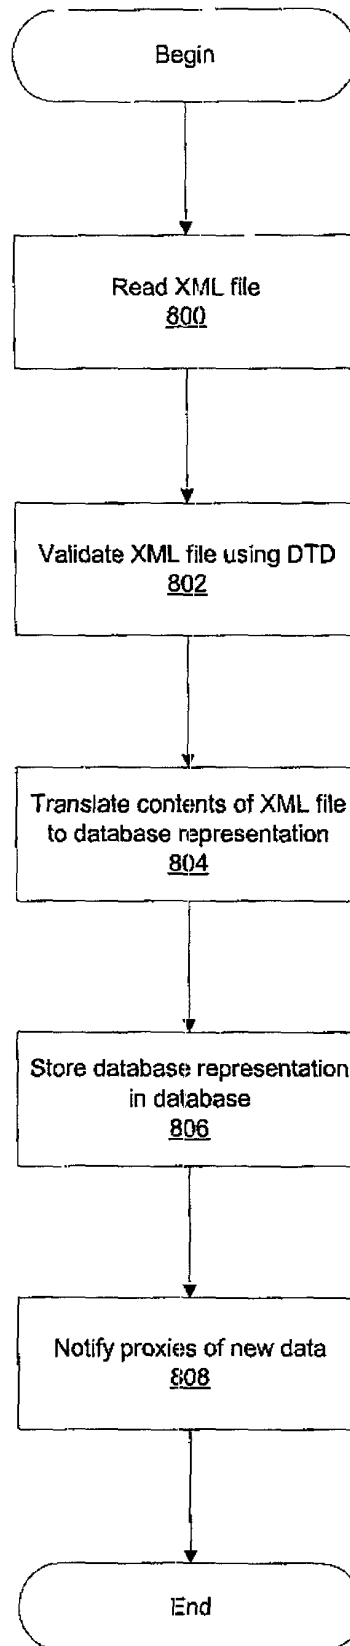 Begin
Read XML file
800
Validate XML file using DTD
802
Translate contents of XML file
to database representation
804
Store database representation
in database
806
Notify proxies of new data
808
End